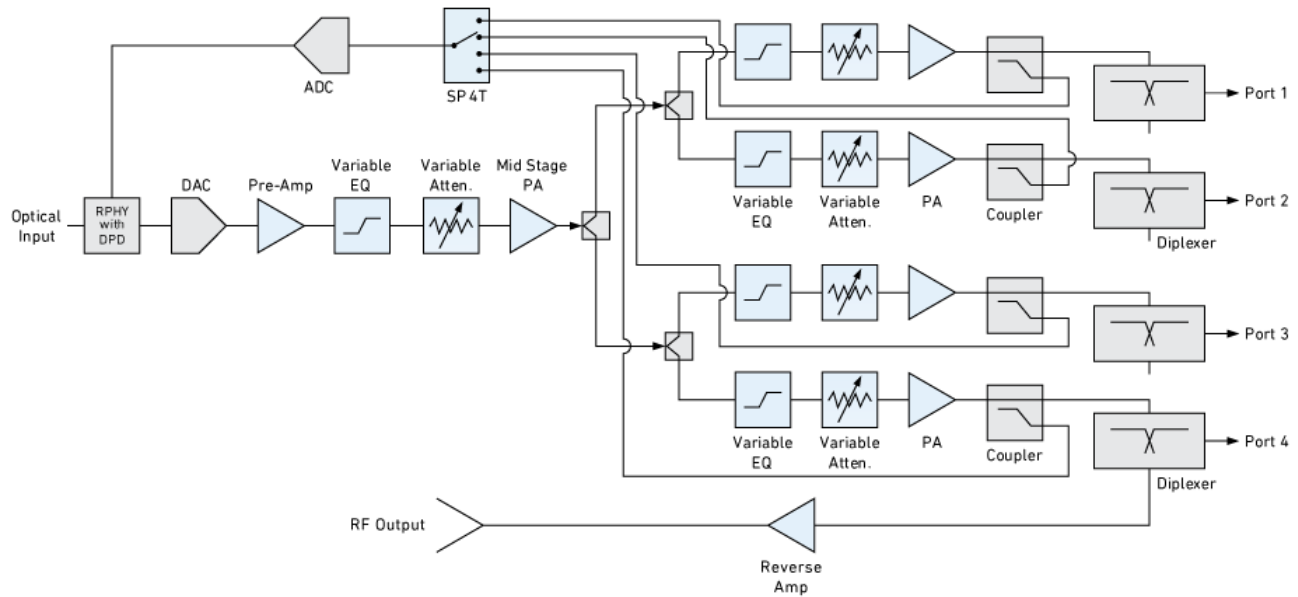 ADC
SP4T
Port 1
Variable
EQ
Variable
Atten.
PA
Coupler
Port 2
Diplexer
Optical
Input
RPHY
with
DPD
DAC
Pre-Amp
Variable
EQ
Variable
Atten.
Mid Stage
PA
Port 3
Variable
EQ
Variable
Atten.
PA
Coupler
Port 4
Diplexer
RF Output
Reverse
Amp